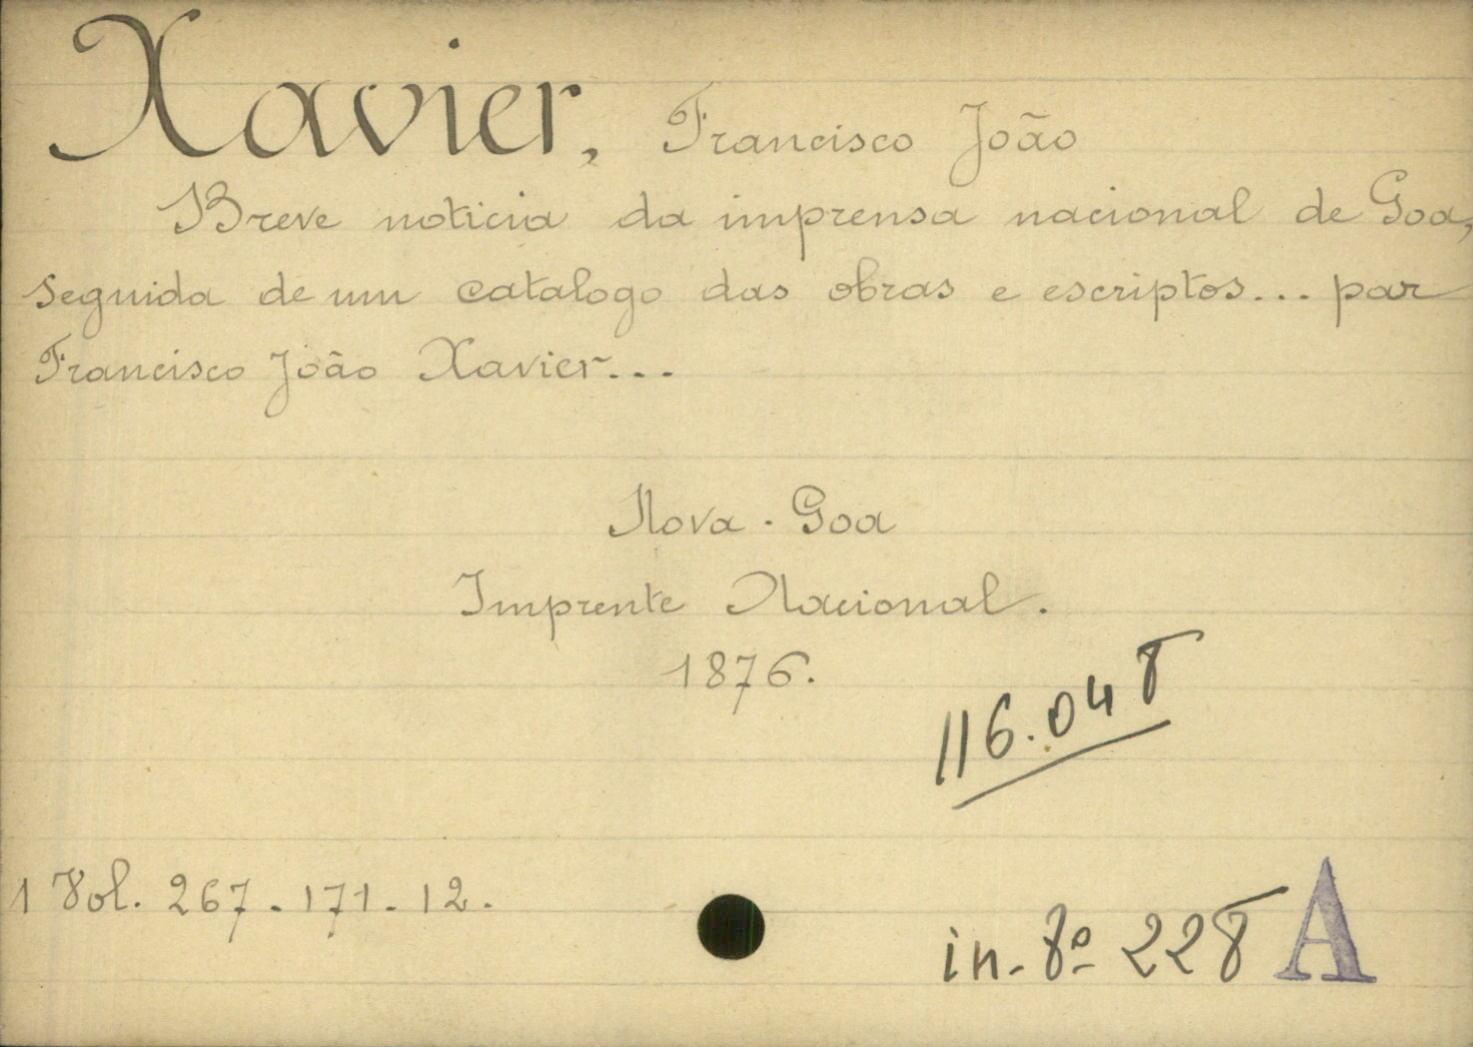 Xavier, Francisco João
Breve noticia da imprensa nacional de Goa,
seguida de um catalogo das obras e escriptos... par
Francisco João Xavier...
Nova-Goa
Imprente Nacional.
1876.
116.048
1 Vol. 267-171-12.
in-8º 228 A